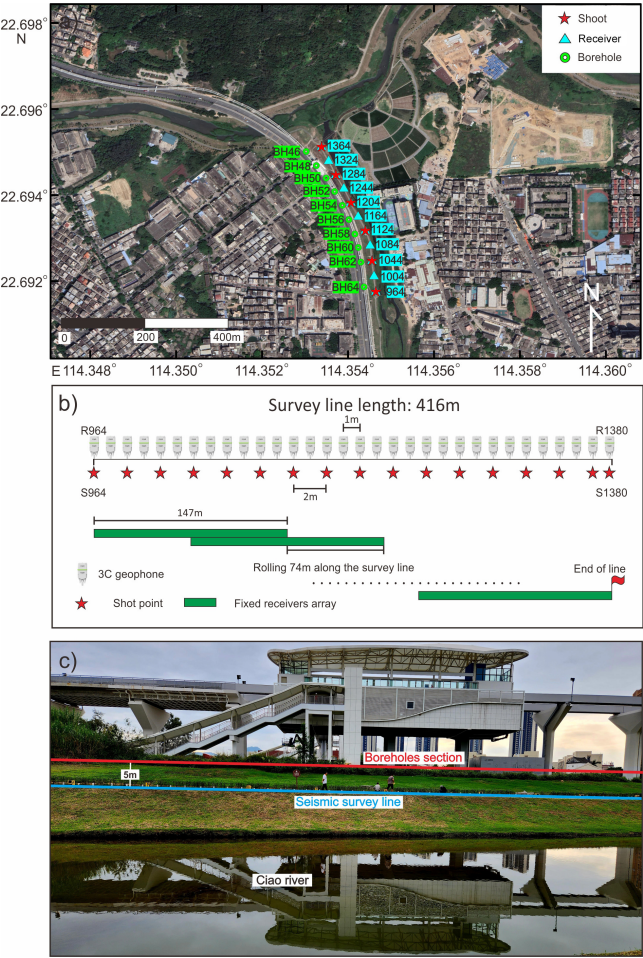 22.698°
N
22.696°
22.694°
22.692°
Shoot
Receiver
Borehole
BH46
BH48
BH50
BH52
BH54
BH56
BH58
BH60
BH62
BH64
1364
1324
1284
1244
1204
1164
1124
1084
1044
1004
964
0 200 400m
N
E 114.348° 114.350° 114.352° 114.354° 114.356° 114.358° 114.360°
b)
Survey line length: 416m
1m
R964
R1380
S964
S1380
2m
147m
Rolling 74m along the survey line
End of line
3C geophone
Shot point
Fixed receivers array
c)
Boreholes section
5m
Seismic survey line
Ciao river